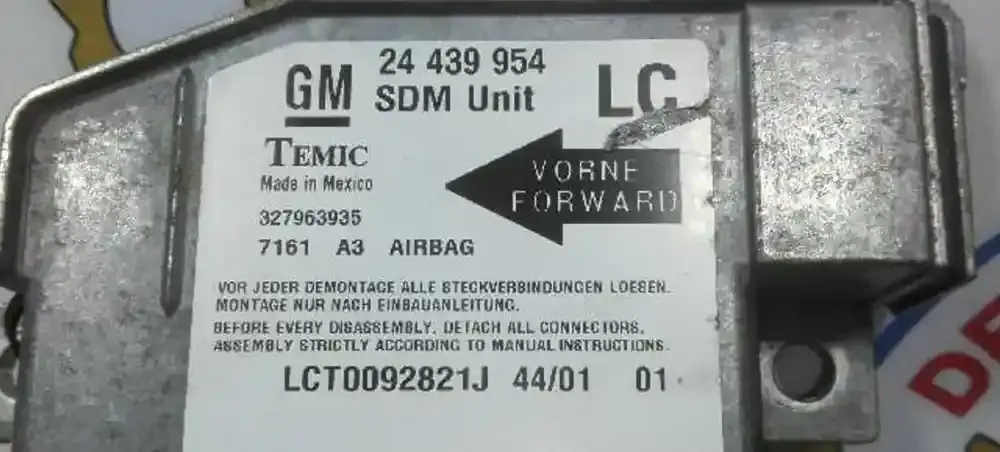 GM 24 439 954 LC
SDM Unit
TEMIC
Made in Mexico
VORNE
FORWARD
327963935
7161 A3 AIRBAG
VOR JEDER DEMONTAGE ALLE STECKVERBINDUNGEN LOESEN.
MONTAGE NUR NACH EINBAUANLEITUNG.
BEFORE EVERY DISASSEMBLY, DETACH ALL CONNECTORS.
ASSEMBLY STRICTLY ACCORDING TO MANUAL INSTRUCTIONS.
LCT0092821J 44/01 01
DE